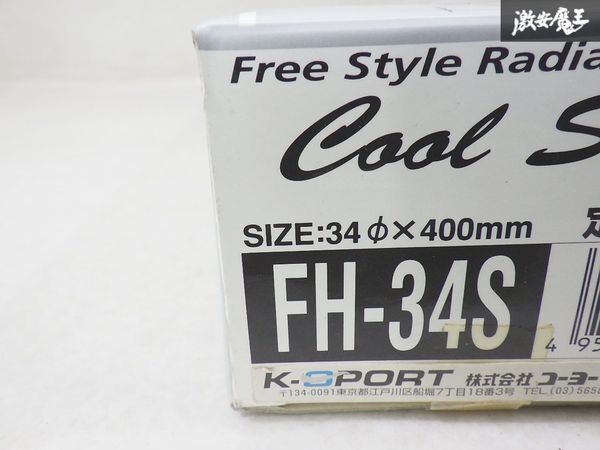 激安魔王
Free Style Radia
Cool S
SIZE:34φ×400mm 定
FH-34S
4 95
K-SPORT 株式会社 コーヨー
〒134-0091東京都江戸川区船堀7丁目18番3号 TEL.(03)5658